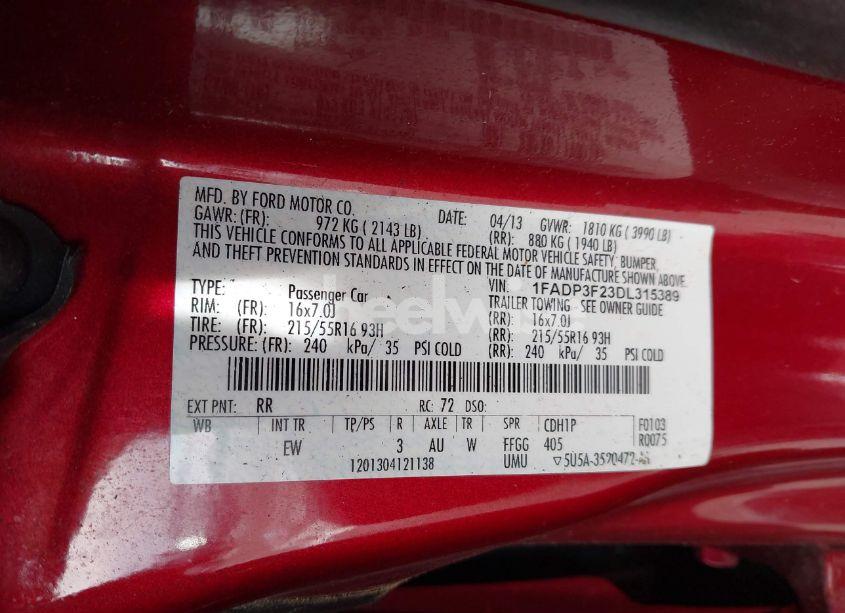 MFD. BY FORD MOTOR CO. DATE: 04/13 GVWR: 1810 KG ( 3990 LB)
GAWR: (FR): 972 KG ( 2143 LB) (RR): 880 KG ( 1940 LB)
THIS VEHICLE CONFORMS TO ALL APPLICABLE FEDERAL MOTOR VEHICLE SAFETY, BUMPER,
AND THEFT PREVENTION STANDARDS IN EFFECT ON THE DATE OF MANUFACTURE SHOWN ABOVE.
VIN: 1FADP3F23DL315389
TYPE: Passenger Car TRAILER TOWING - SEE OWNER GUIDE
RIM: (FR) 16x7.0J (RR): 16x7.0J
TIRE: (FR) 215/55R16 93H (RR): 215/55R16 93H
PRESSURE: (FR) 240 kPa/ 35 PSI COLD (RR) 240 kPa/ 35 PSI COLD
EXT PNT: RR RC: 72 DSO:
WB INT TR TP/PS R AXLE TR SPR CDH1P F0103
EW 3 AU W FFGG 405 R0075
1201304121138 UMU ▽5U5A-3520472-